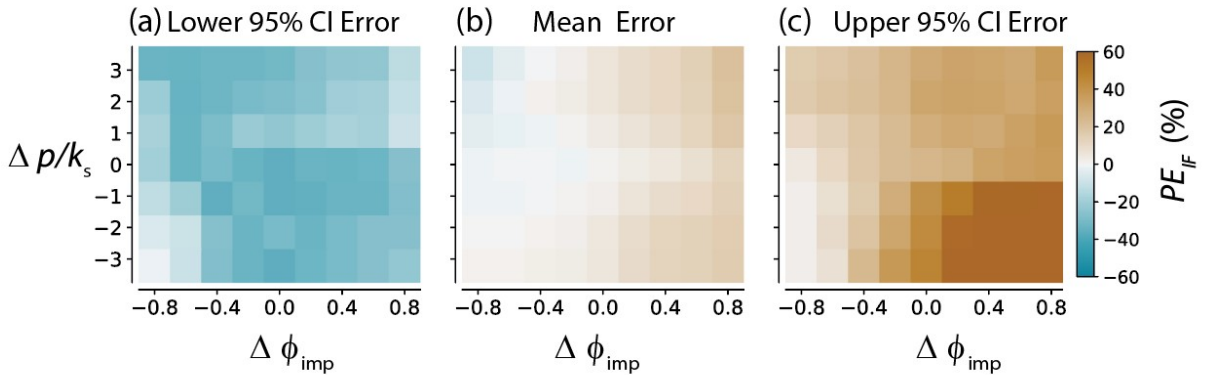 (a) Lower 95% CI Error
(b) Mean Error
(c) Upper 95% CI Error
Δ p/kₛ
3
2
1
0
−1
−2
−3
−0.8 −0.4 0.0 0.4 0.8
Δ ϕimp
−0.8 −0.4 0.0 0.4 0.8
Δ ϕimp
−0.8 −0.4 0.0 0.4 0.8
Δ ϕimp
60
40
20
0
−20
−40
−60
PE_IF (%)